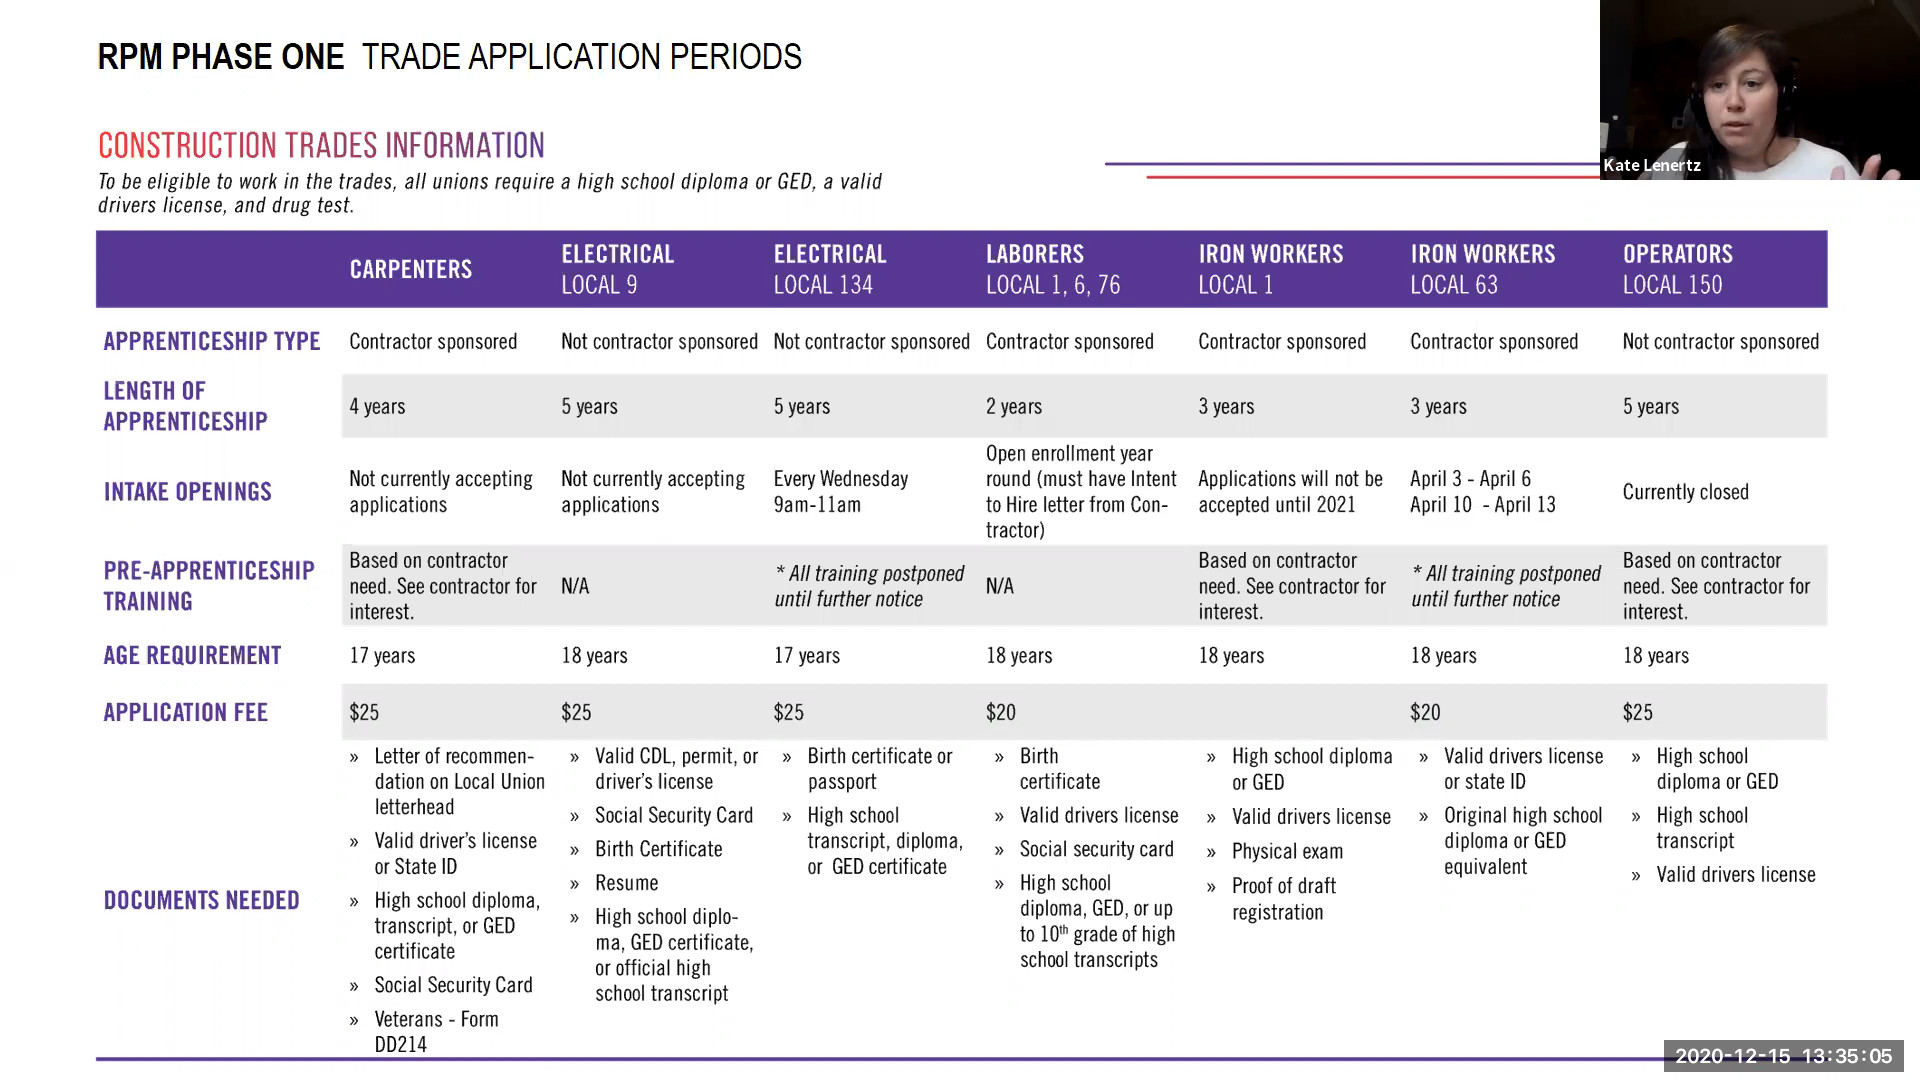 RPM PHASE ONE TRADE APPLICATION PERIODS
Kate Lenertz
CONSTRUCTION TRADES INFORMATION
To be eligible to work in the trades, all unions require a high school diploma or GED, a valid
drivers license, and drug test.
CARPENTERS
ELECTRICAL
LOCAL 9
ELECTRICAL
LOCAL 134
LABORERS
LOCAL 1, 6, 76
IRON WORKERS
LOCAL 1
IRON WORKERS
LOCAL 63
OPERATORS
LOCAL 150
APPRENTICESHIP TYPE
Contractor sponsored
Not contractor sponsored
Not contractor sponsored
Contractor sponsored
Contractor sponsored
Contractor sponsored
Not contractor sponsored
LENGTH OF
APPRENTICESHIP
4 years
5 years
5 years
2 years
3 years
3 years
5 years
INTAKE OPENINGS
Not currently accepting
applications
Not currently accepting
applications
Every Wednesday
9am-11am
Open enrollment year
round (must have Intent
to Hire letter from Con-
tractor)
Applications will not be
accepted until 2021
April 3 - April 6
April 10 - April 13
Currently closed
PRE-APPRENTICESHIP
TRAINING
Based on contractor
need. See contractor for
interest.
N/A
* All training postponed
until further notice
N/A
Based on contractor
need. See contractor for
interest.
* All training postponed
until further notice
Based on contractor
need. See contractor for
interest.
AGE REQUIREMENT
17 years
18 years
17 years
18 years
18 years
18 years
18 years
APPLICATION FEE
$25
$25
$25
$20
$20
$25
DOCUMENTS NEEDED
» Letter of recommen-
dation on Local Union
letterhead
» Valid driver's license
or State ID
» High school diploma,
transcript, or GED
certificate
» Social Security Card
» Veterans - Form
DD214
» Valid CDL, permit, or
driver's license
» Social Security Card
» Birth Certificate
» Resume
» High school diplo-
ma, GED certificate,
or official high
school transcript
» Birth certificate or
passport
» High school
transcript, diploma,
or GED certificate
» Birth
certificate
» Valid drivers license
» Social security card
» High school
diploma, GED, or up
to 10th grade of high
school transcripts
» High school diploma
or GED
» Valid drivers license
» Physical exam
» Proof of draft
registration
» Valid drivers license
or state ID
» Original high school
diploma or GED
equivalent
» High school
diploma or GED
» High school
transcript
» Valid drivers license
2020-12-15 13:35:05